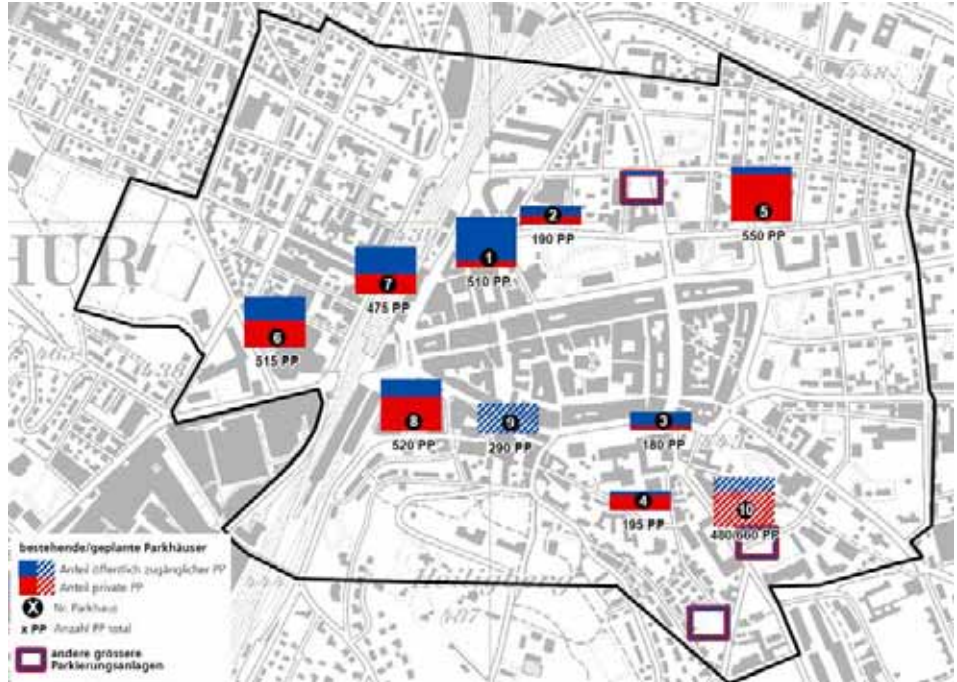 HUR
2
190 PP
5
550 PP
1
510 PP
7
475 PP
6
515 PP
8
520 PP
9
290 PP
3
180 PP
4
195 PP
10
480/660 PP
bestehende/geplante Parkhäuser
Anteil öffentlich zugänglicher PP
Anteil private PP
X Nr. Parkhaus
x PP Anzahl PP total
andere grössere
Parkierungsanlagen